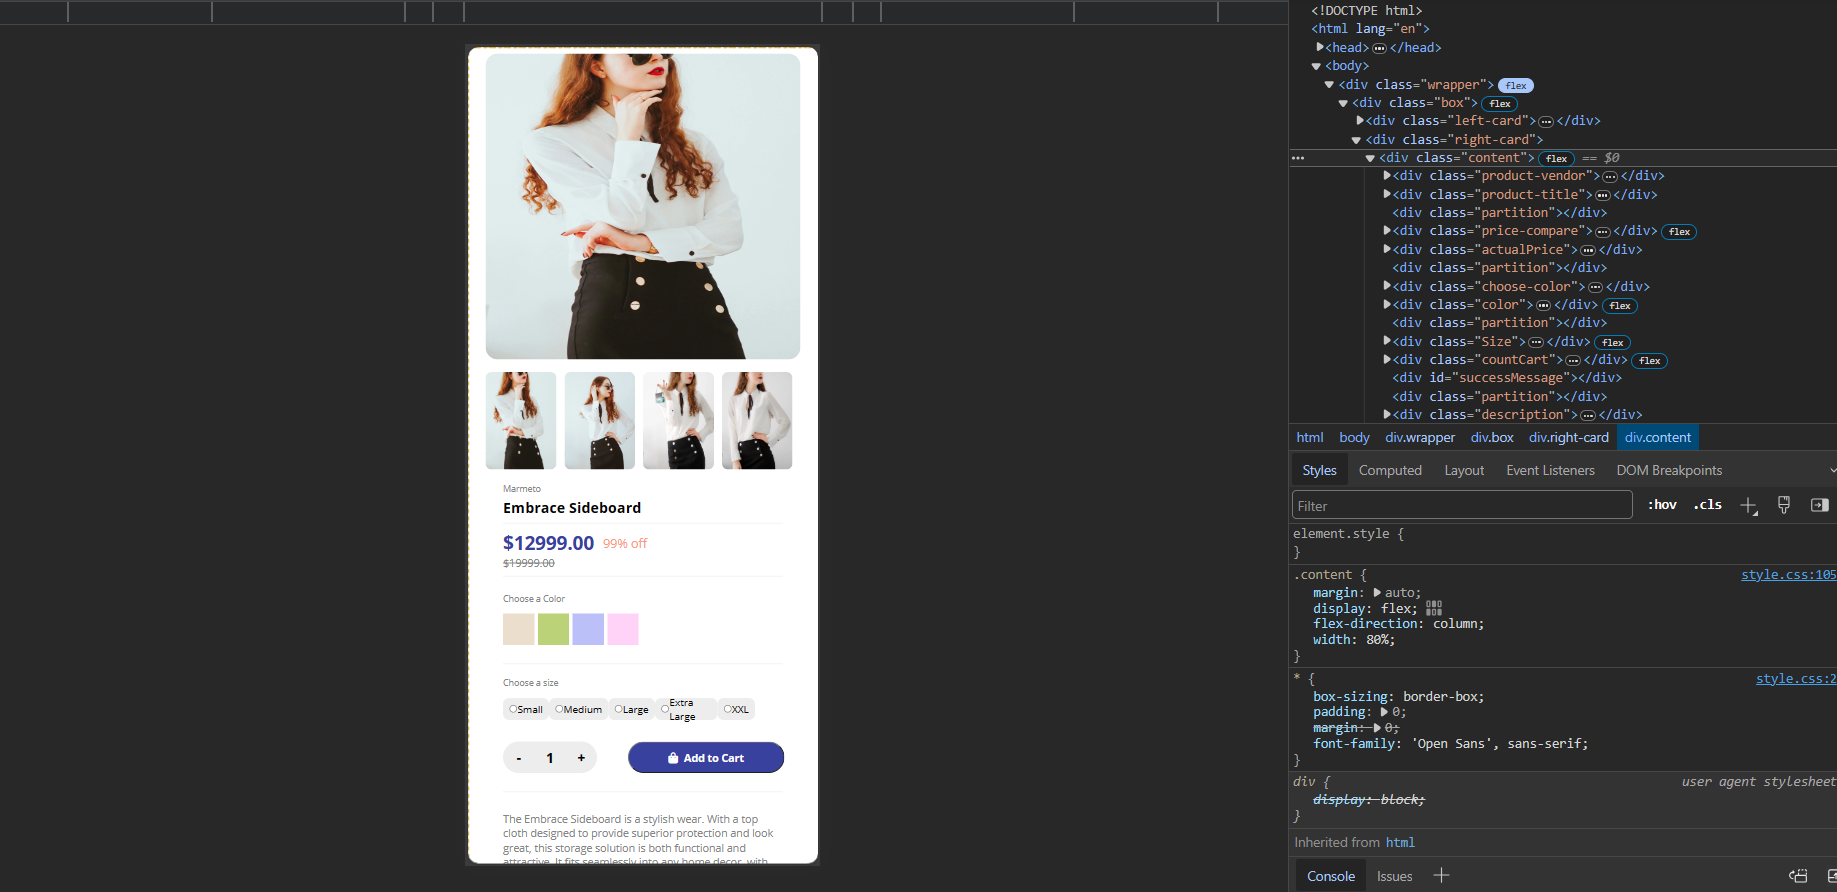 Marmeto
Embrace Sideboard
$12999.00 99% off
$19999.00
Choose a Color
Choose a size
Small Medium Large Extra Large XXL
- 1 + Add to Cart
The Embrace Sideboard is a stylish wear. With a top
cloth designed to provide superior protection and look
great, this storage solution is both functional and
attractive. It fits seamlessly into any home decor, with
<!DOCTYPE html>
<html lang="en">
<head> ••• </head>
<body>
<div class="wrapper"> flex
<div class="box"> flex
<div class="left-card"> ••• </div>
<div class="right-card">
••• <div class="content"> flex == $0
<div class="product-vendor"> ••• </div>
<div class="product-title"> ••• </div>
<div class="partition"></div>
<div class="price-compare"> ••• </div> flex
<div class="actualPrice"> ••• </div>
<div class="partition"></div>
<div class="choose-color"> ••• </div>
<div class="color"> ••• </div> flex
<div class="partition"></div>
<div class="Size"> ••• </div> flex
<div class="countCart"> ••• </div> flex
<div id="successMessage"></div>
<div class="partition"></div>
<div class="description"> ••• </div>
html body div.wrapper div.box div.right-card div.content
Styles Computed Layout Event Listeners DOM Breakpoints
Filter :hov .cls
element.style {
}
.content { style.css:105
margin: auto;
display: flex;
flex-direction: column;
width: 80%;
}
* { style.css:2
box-sizing: border-box;
padding: 0;
margin: 0;
font-family: 'Open Sans', sans-serif;
}
div { user agent stylesheet
display: block;
}
Inherited from html
Console Issues